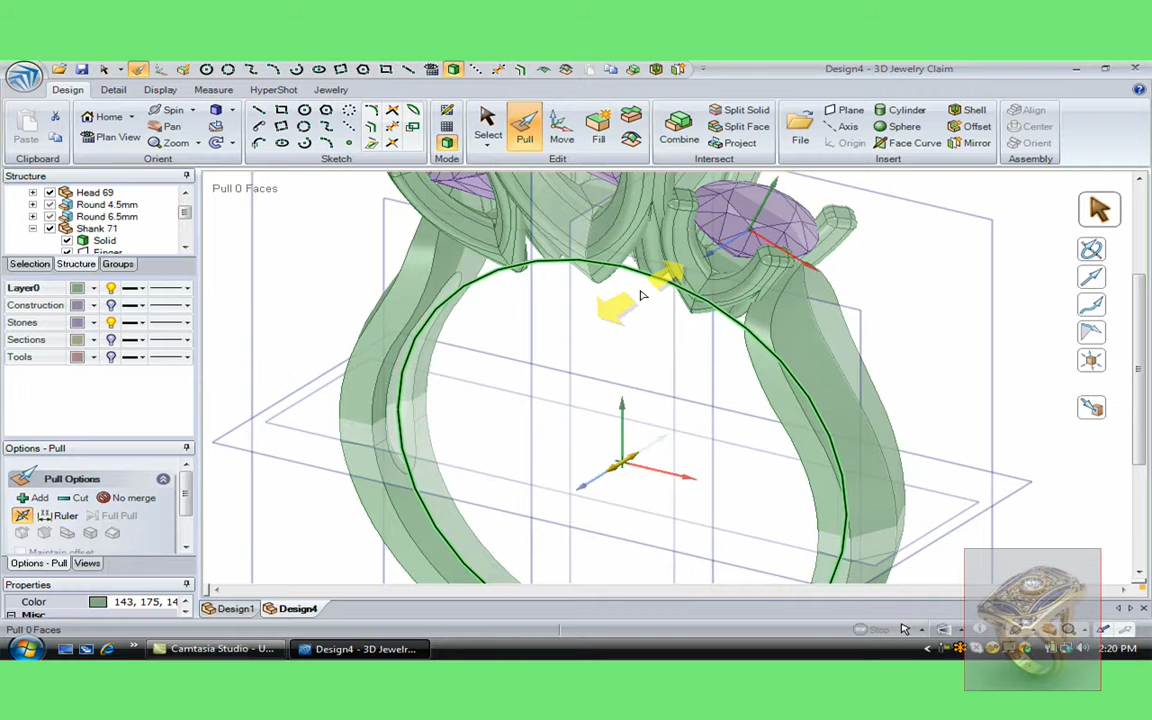 Design4 - 3D Jewelry Claim
Design Detail Display Measure HyperShot Jewelry
Paste
Home
Plan View
Spin
Pan
Zoom
Select
Pull
Move
Fill
Combine
Split Solid
Split Face
Project
File
Plane
Axis
Origin
Cylinder
Sphere
Face Curve
Shell
Offset
Mirror
Align
Center
Orient
Clipboard Orient Sketch Mode Edit Intersect Insert Assembly
Structure
Head 69
Round 4.5mm
Round 6.5mm
Shank 71
Solid
Finger
Selection Structure Groups
Layer0
Construction
Stones
Sections
Tools
Options - Pull
Pull Options
Add Cut No merge
Ruler Full Pull
Maintain offset
Options - Pull Views
Properties
Color 143, 175, 14
Misc
Pull 0 Faces
Design1 Design4
Pull 0 Faces
Stop
Camtasia Studio - U...
Design4 - 3D Jewelr...
2:20 PM